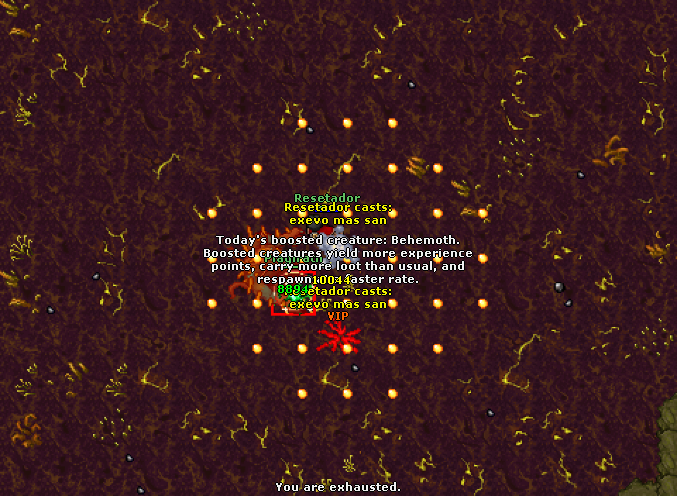 Resetador
Resetador casts:
exevo mas san
Today's boosted creature: Behemoth.
Boosted creatures yield more experience
points, carry more loot than usual, and
respawn at a faster rate.
Resetador casts:
exevo mas san
VIP
You are exhausted.